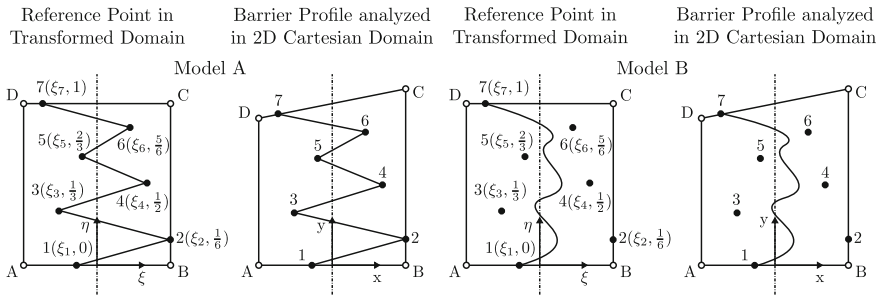 Reference Point in
Transformed Domain
Barrier Profile analyzed
in 2D Cartesian Domain
Reference Point in
Transformed Domain
Barrier Profile analyzed
in 2D Cartesian Domain
Model A
Model B
D
7(ξ₇, 1)
C
5(ξ₅, 2/3)
6(ξ₆, 5/6)
3(ξ₃, 1/3)
4(ξ₄, 1/2)
η
1(ξ₁, 0)
2(ξ₂, 1/6)
A
ξ
B
D
7
C
6
5
4
3
y
1
2
A
x
B
D
7(ξ₇, 1)
C
5(ξ₅, 2/3)
6(ξ₆, 5/6)
3(ξ₃, 1/3)
4(ξ₄, 1/2)
η
1(ξ₁, 0)
2(ξ₂, 1/6)
A
ξ
B
D
7
C
6
5
4
3
y
1
2
A
x
B